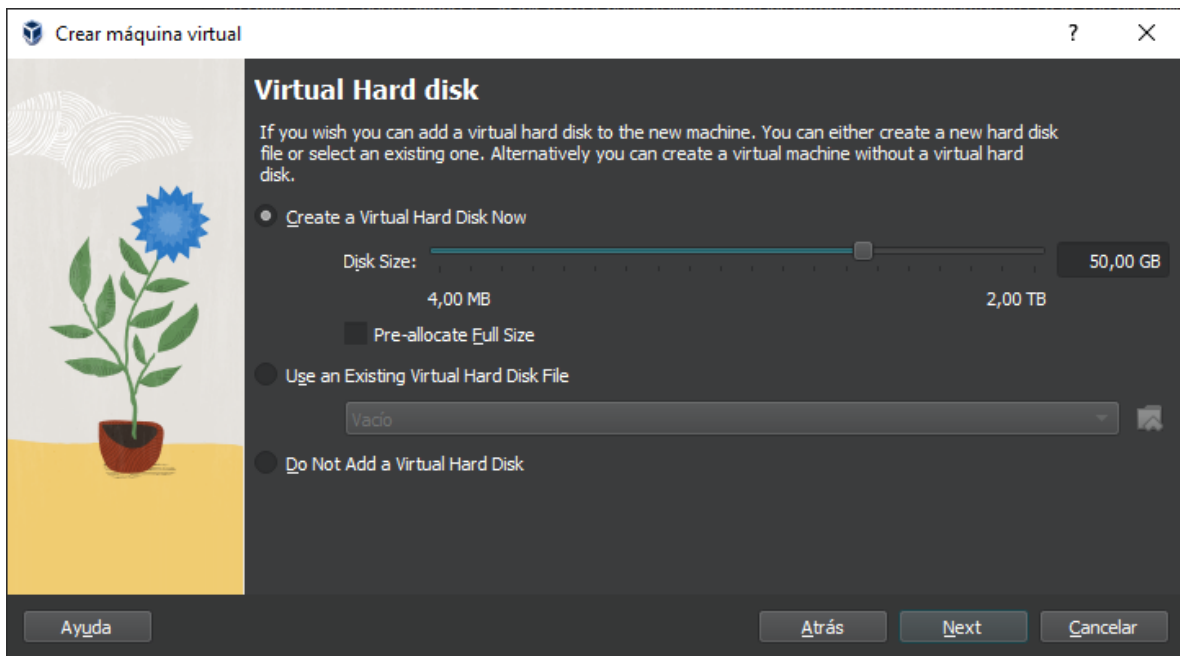 Crear máquina virtual
?
Virtual Hard disk
If you wish you can add a virtual hard disk to the new machine. You can either create a new hard disk
file or select an existing one. Alternatively you can create a virtual machine without a virtual hard
disk.
Create a Virtual Hard Disk Now
Disk Size:
50,00 GB
4,00 MB
2,00 TB
Pre-allocate Full Size
Use an Existing Virtual Hard Disk File
Vacío
Do Not Add a Virtual Hard Disk
Ayuda
Atrás
Next
Cancelar